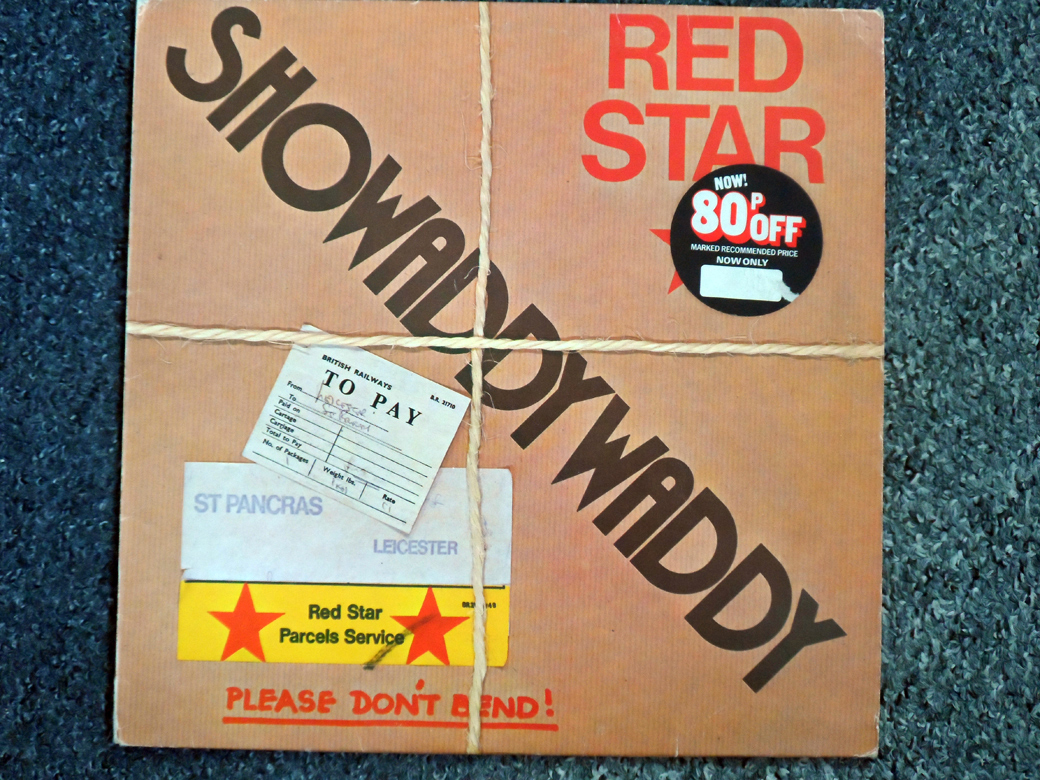 SHOWADDYWADDY
RED
STAR
NOW!
80P OFF
MARKED RECOMMENDED PRICE
NOW ONLY
BRITISH RAILWAYS
B.R. 21710
TO PAY
From
To
Paid on
Cartage
Carriage
Total to Pay
No. of Packages
Weight lbs.
Rate
ST PANCRAS
LEICESTER
Red Star
Parcels Service
PLEASE DON'T BEND!